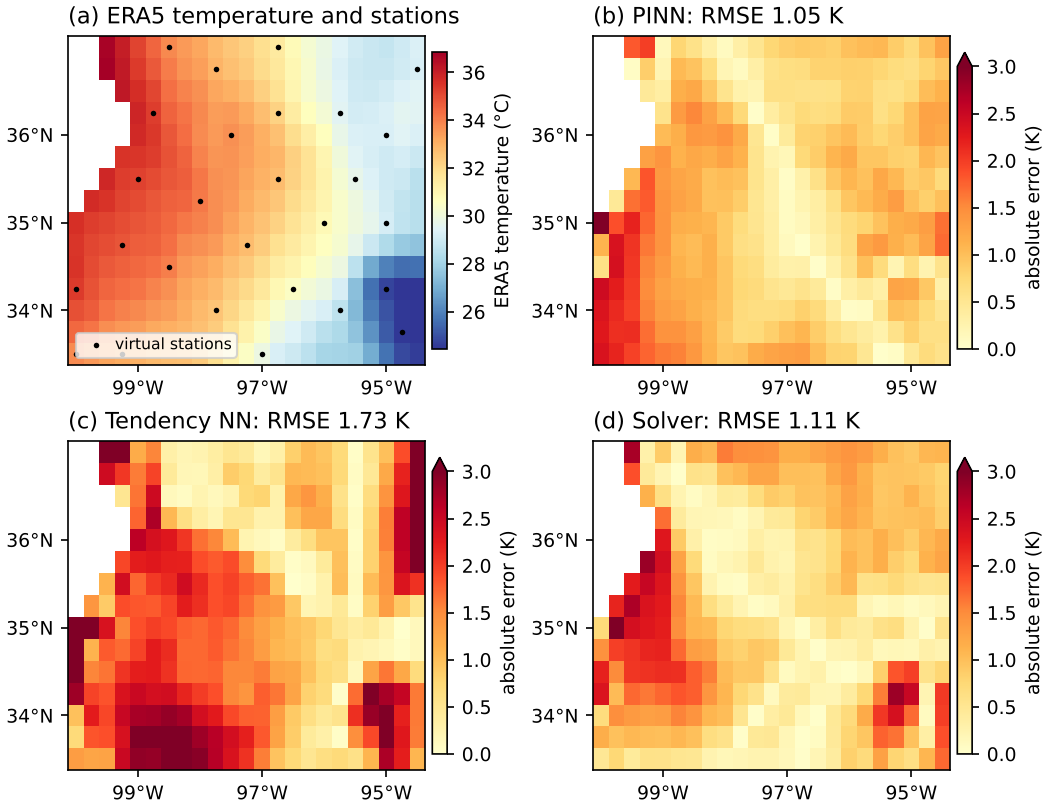 (a) ERA5 temperature and stations
36°N
35°N
34°N
99°W
97°W
95°W
virtual stations
36
34
32
30
28
26
ERA5 temperature (°C)
(b) PINN: RMSE 1.05 K
36°N
35°N
34°N
99°W
97°W
95°W
3.0
2.5
2.0
1.5
1.0
0.5
0.0
absolute error (K)
(c) Tendency NN: RMSE 1.73 K
36°N
35°N
34°N
99°W
97°W
95°W
3.0
2.5
2.0
1.5
1.0
0.5
0.0
absolute error (K)
(d) Solver: RMSE 1.11 K
36°N
35°N
34°N
99°W
97°W
95°W
3.0
2.5
2.0
1.5
1.0
0.5
0.0
absolute error (K)